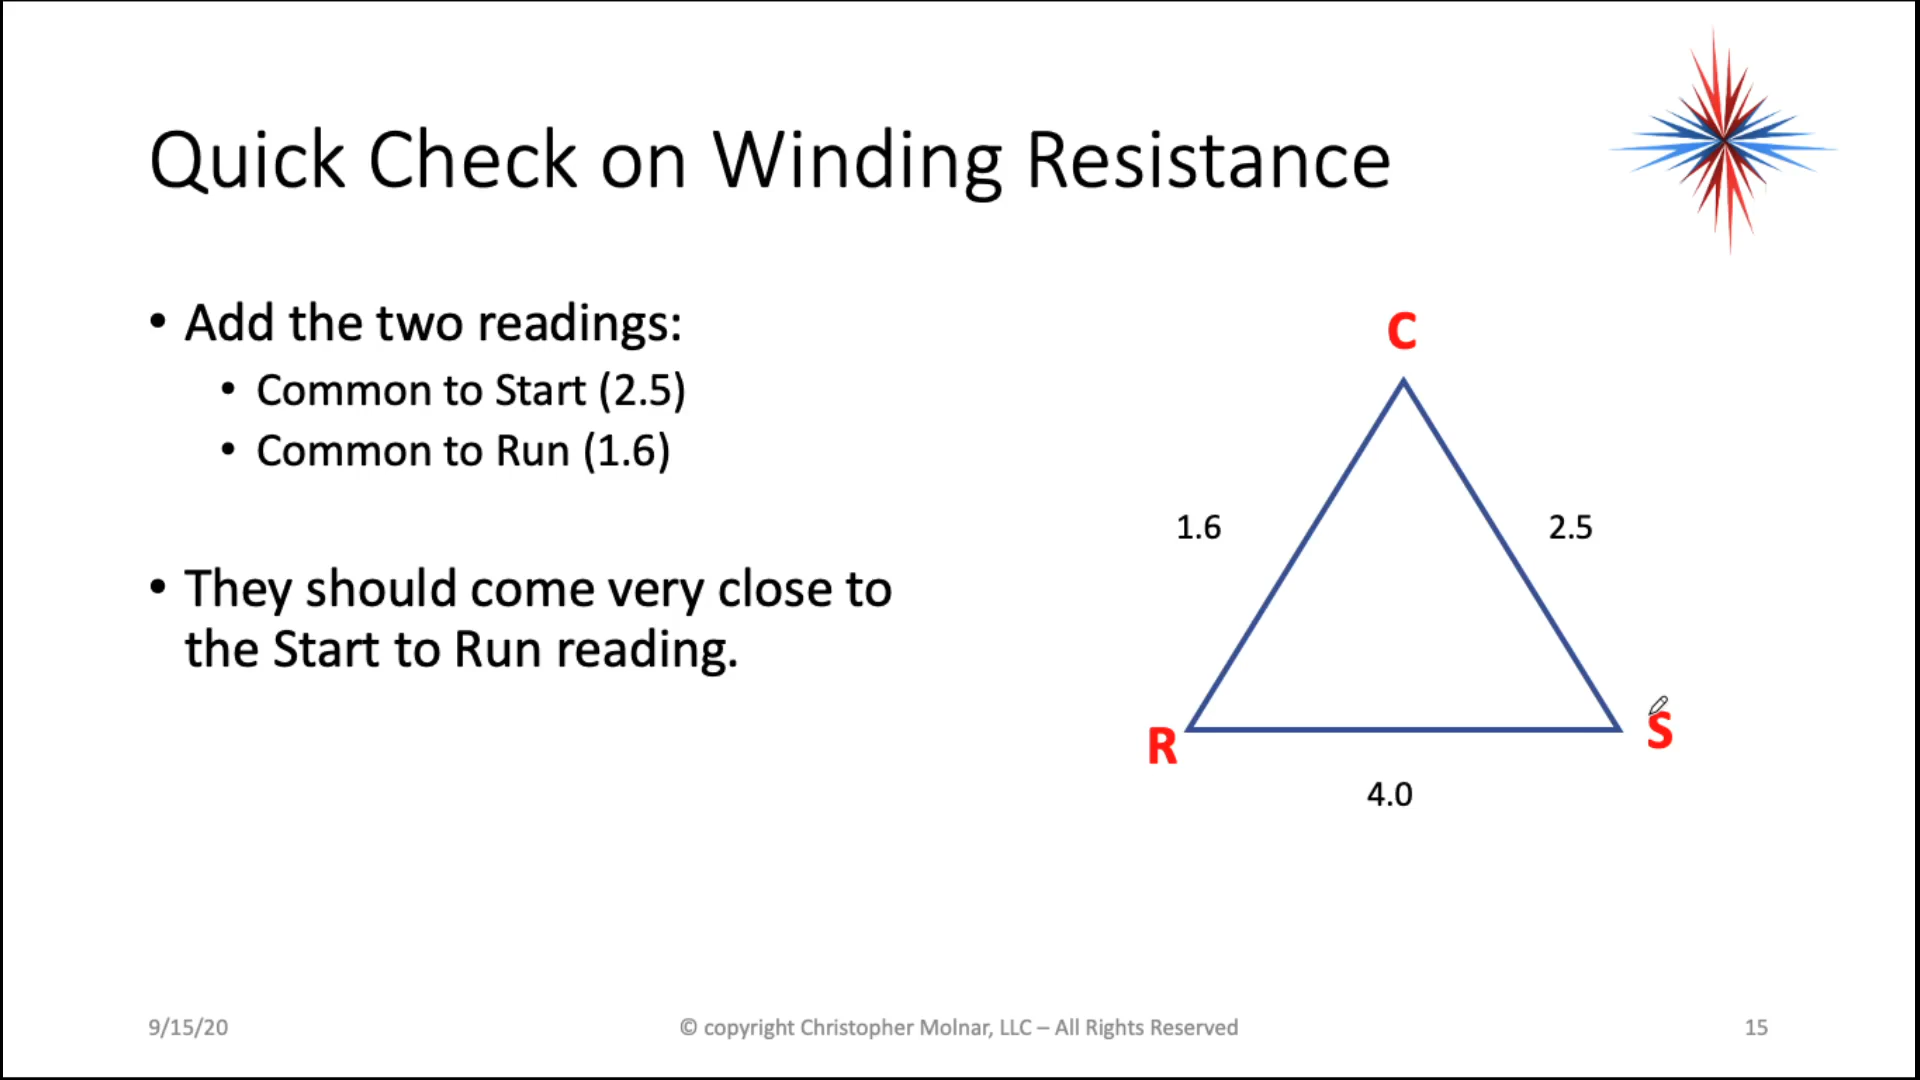 Quick Check on Winding Resistance
• Add the two readings:
• Common to Start (2.5)
• Common to Run (1.6)
• They should come very close to
the Start to Run reading.
C
1.6
2.5
R
S
4.0
9/15/20
© copyright Christopher Molnar, LLC – All Rights Reserved
15